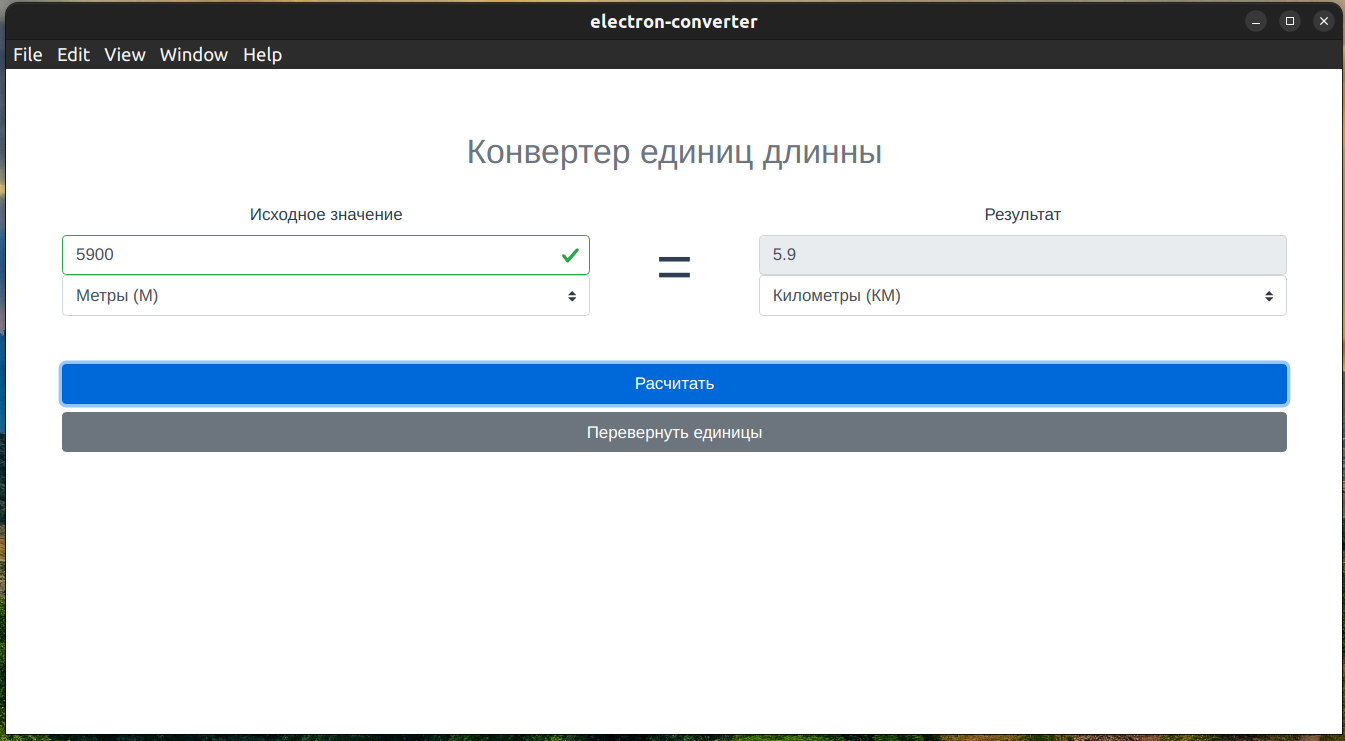 electron-converter
File Edit View Window Help
Конвертер единиц длинны
Исходное значение
Результат
5900
=
5.9
Метры (М)
Километры (КМ)
Расчитать
Перевернуть единицы